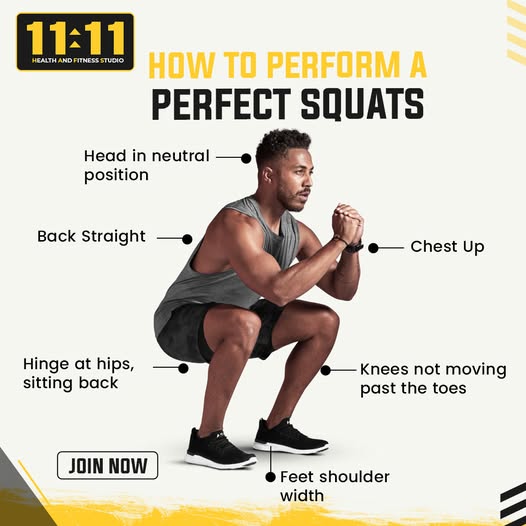 11:11
HEALTH AND FITNESS STUDIO
HOW TO PERFORM A
PERFECT SQUATS
Head in neutral
position
Back Straight
Chest Up
Hinge at hips,
sitting back
Knees not moving
past the toes
JOIN NOW
Feet shoulder
width